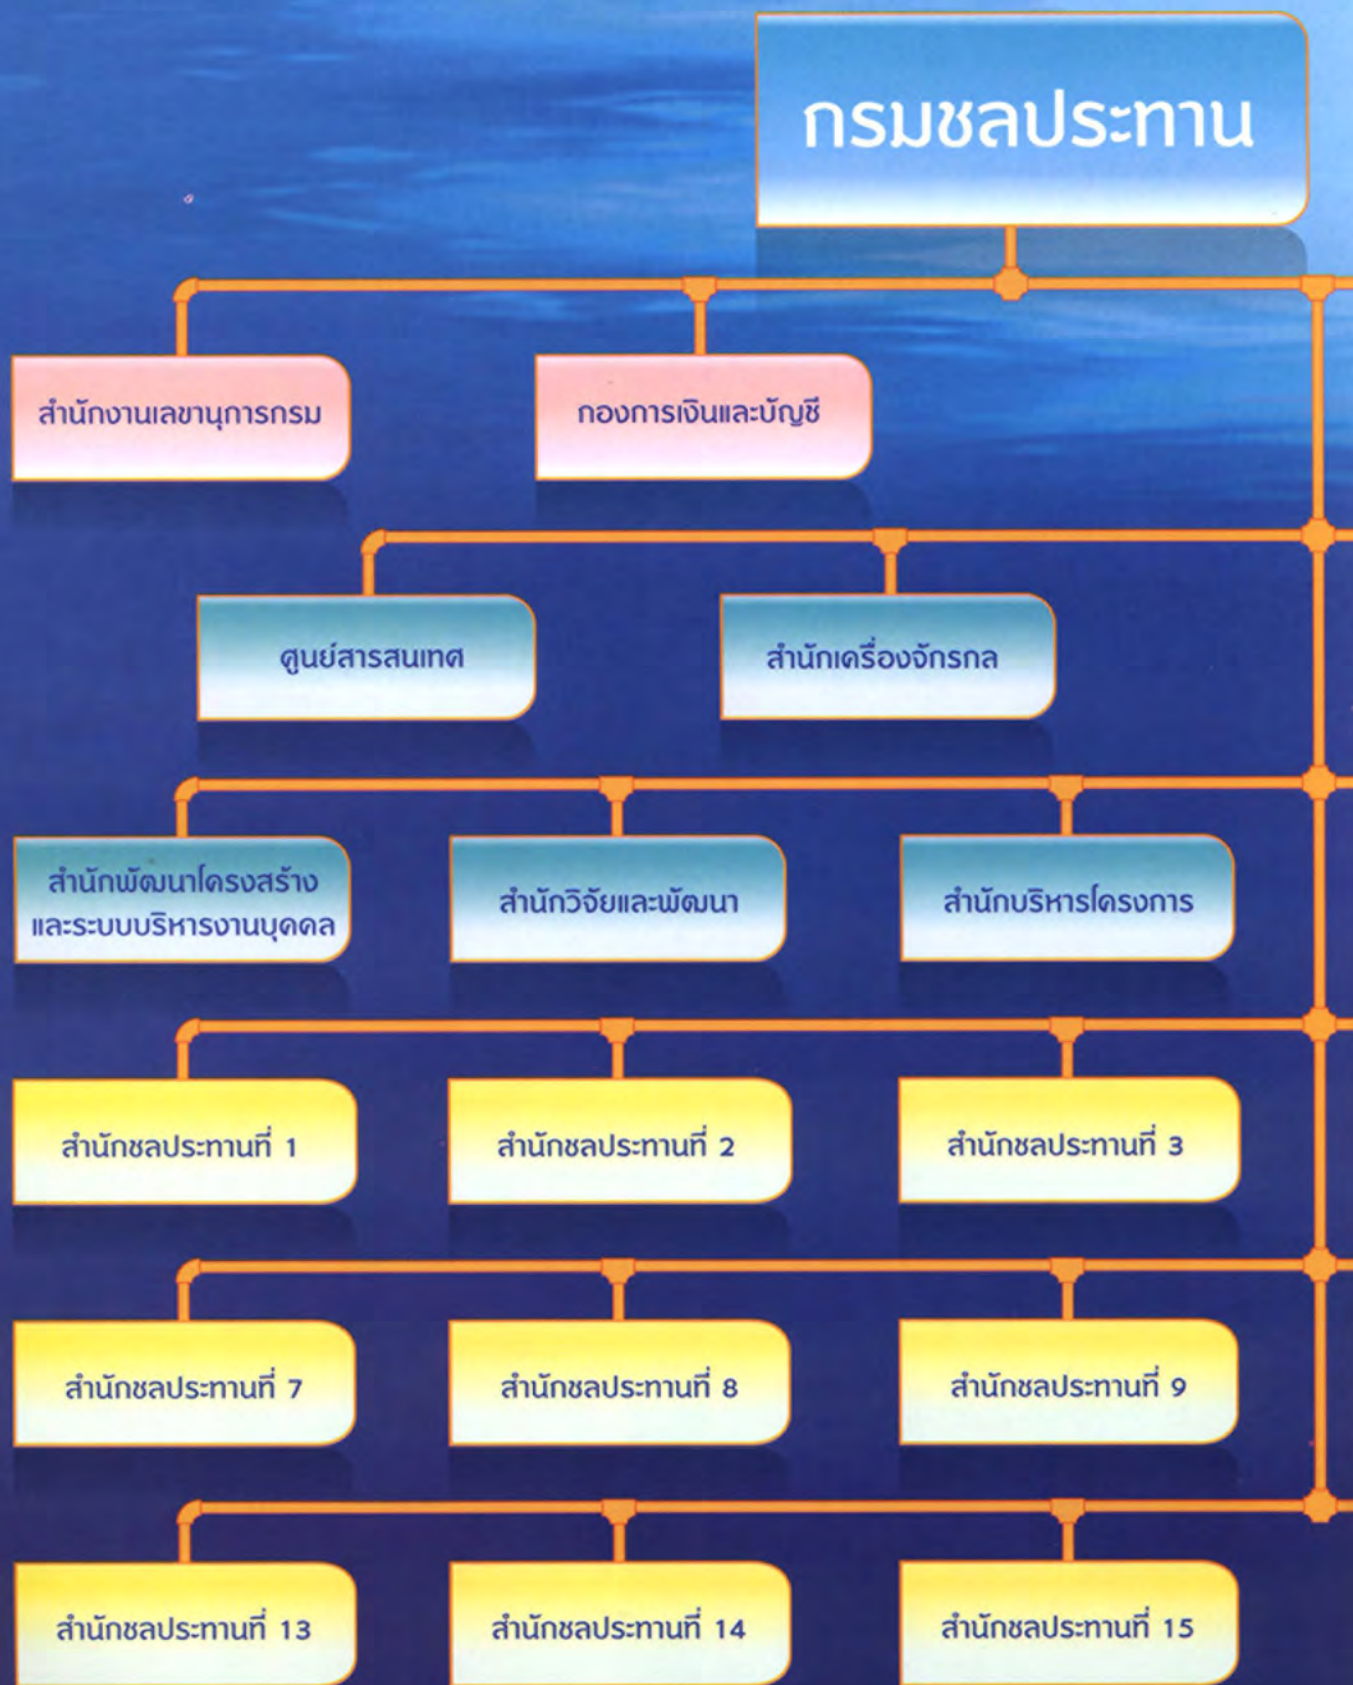 กรมชลประทาน
สำนักงานเลขานุการกรม
กองการเงินและบัญชี
ศูนย์สารสนเทศ
สำนักเครื่องจักรกล
สำนักพัฒนาโครงสร้าง
และระบบบริหารงานบุคคล
สำนักวิจัยและพัฒนา
สำนักบริหารโครงการ
สำนักชลประทานที่ 1
สำนักชลประทานที่ 2
สำนักชลประทานที่ 3
สำนักชลประทานที่ 7
สำนักชลประทานที่ 8
สำนักชลประทานที่ 9
สำนักชลประทานที่ 13
สำนักชลประทานที่ 14
สำนักชลประทานที่ 15